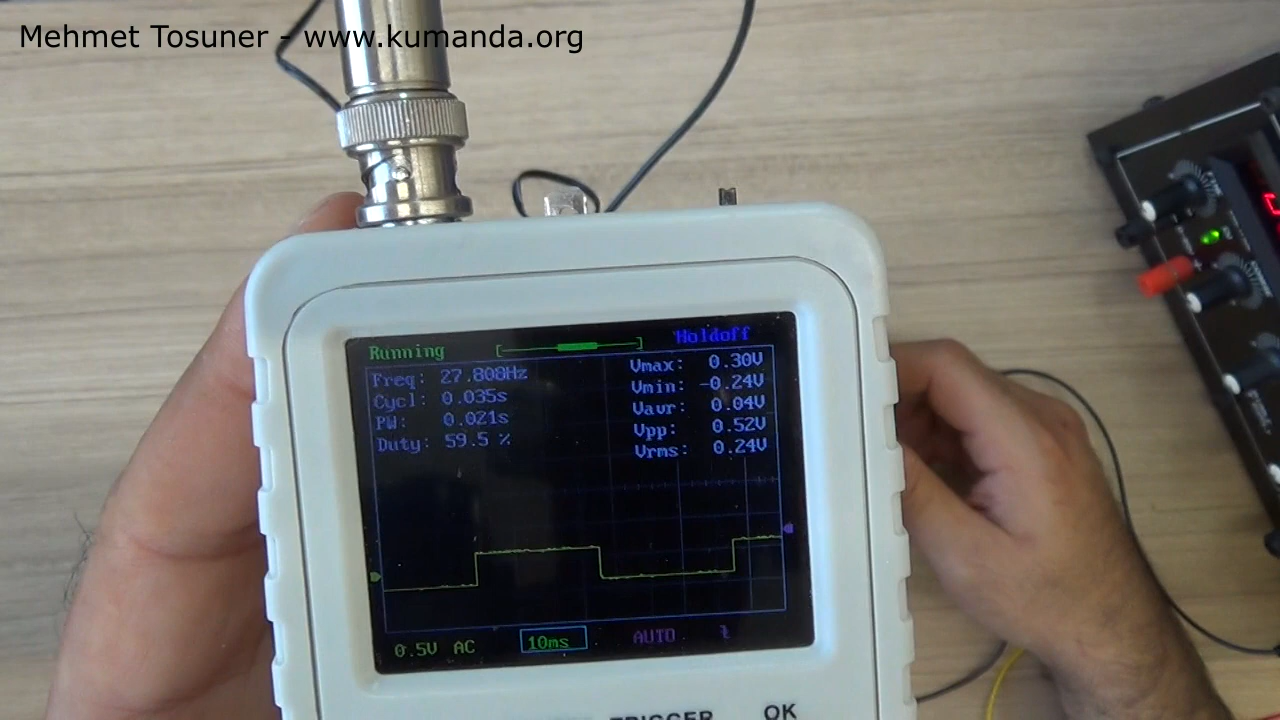 Mehmet Tosuner - www.kumanda.org
Running
Holdoff
Freq: 27.808Hz
Cycl: 0.035s
PW: 0.021s
Duty: 59.5 %
Vmax: 0.30V
Vmin: -0.24V
Vavr: 0.04V
Vpp: 0.52V
Vrms: 0.24V
0.5V AC
10ms
AUTO
TRIGGER
OK